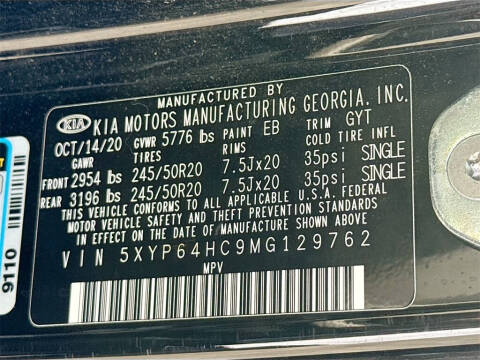 MANUFACTURED BY
KIA KIA MOTORS MANUFACTURING GEORGIA, INC.
OCT/14/20 GVWR 5776 lbs PAINT EB TRIM GYT
GAWR TIRES RIMS COLD TIRE INFL
FRONT 2954 lbs 245/50R20 7.5Jx20 35psi SINGLE
REAR 3196 lbs 245/50R20 7.5Jx20 35psi SINGLE
THIS VEHICLE CONFORMS TO ALL APPLICABLE U.S.A. FEDERAL
MOTOR VEHICLE SAFETY AND THEFT PREVENTION STANDARDS
IN EFFECT ON THE DATE OF MANUFACTURE SHOWN ABOVE
VIN 5XYP64HC9MG129762
MPV
9110